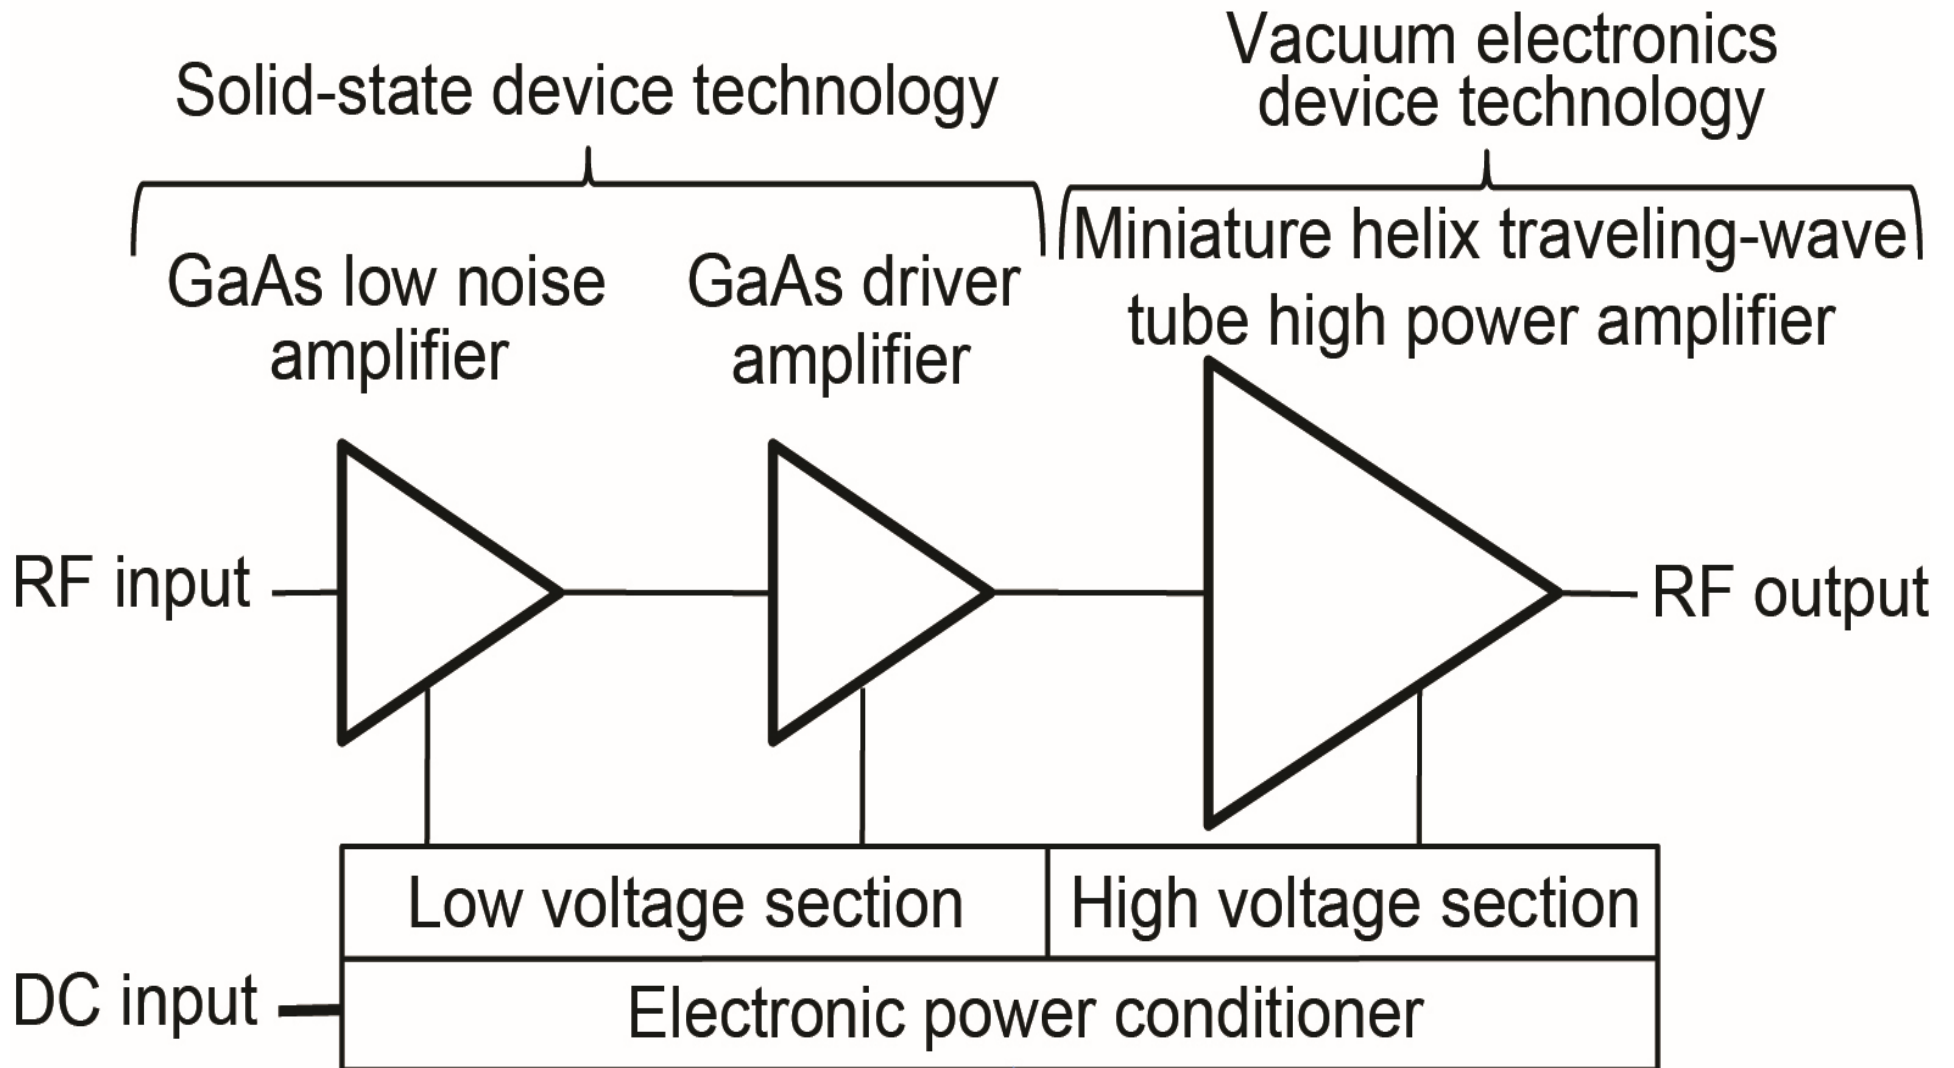 Solid-state device technology
Vacuum electronics
device technology
GaAs low noise
amplifier
GaAs driver
amplifier
Miniature helix traveling-wave
tube high power amplifier
RF input
RF output
Low voltage section
High voltage section
DC input
Electronic power conditioner